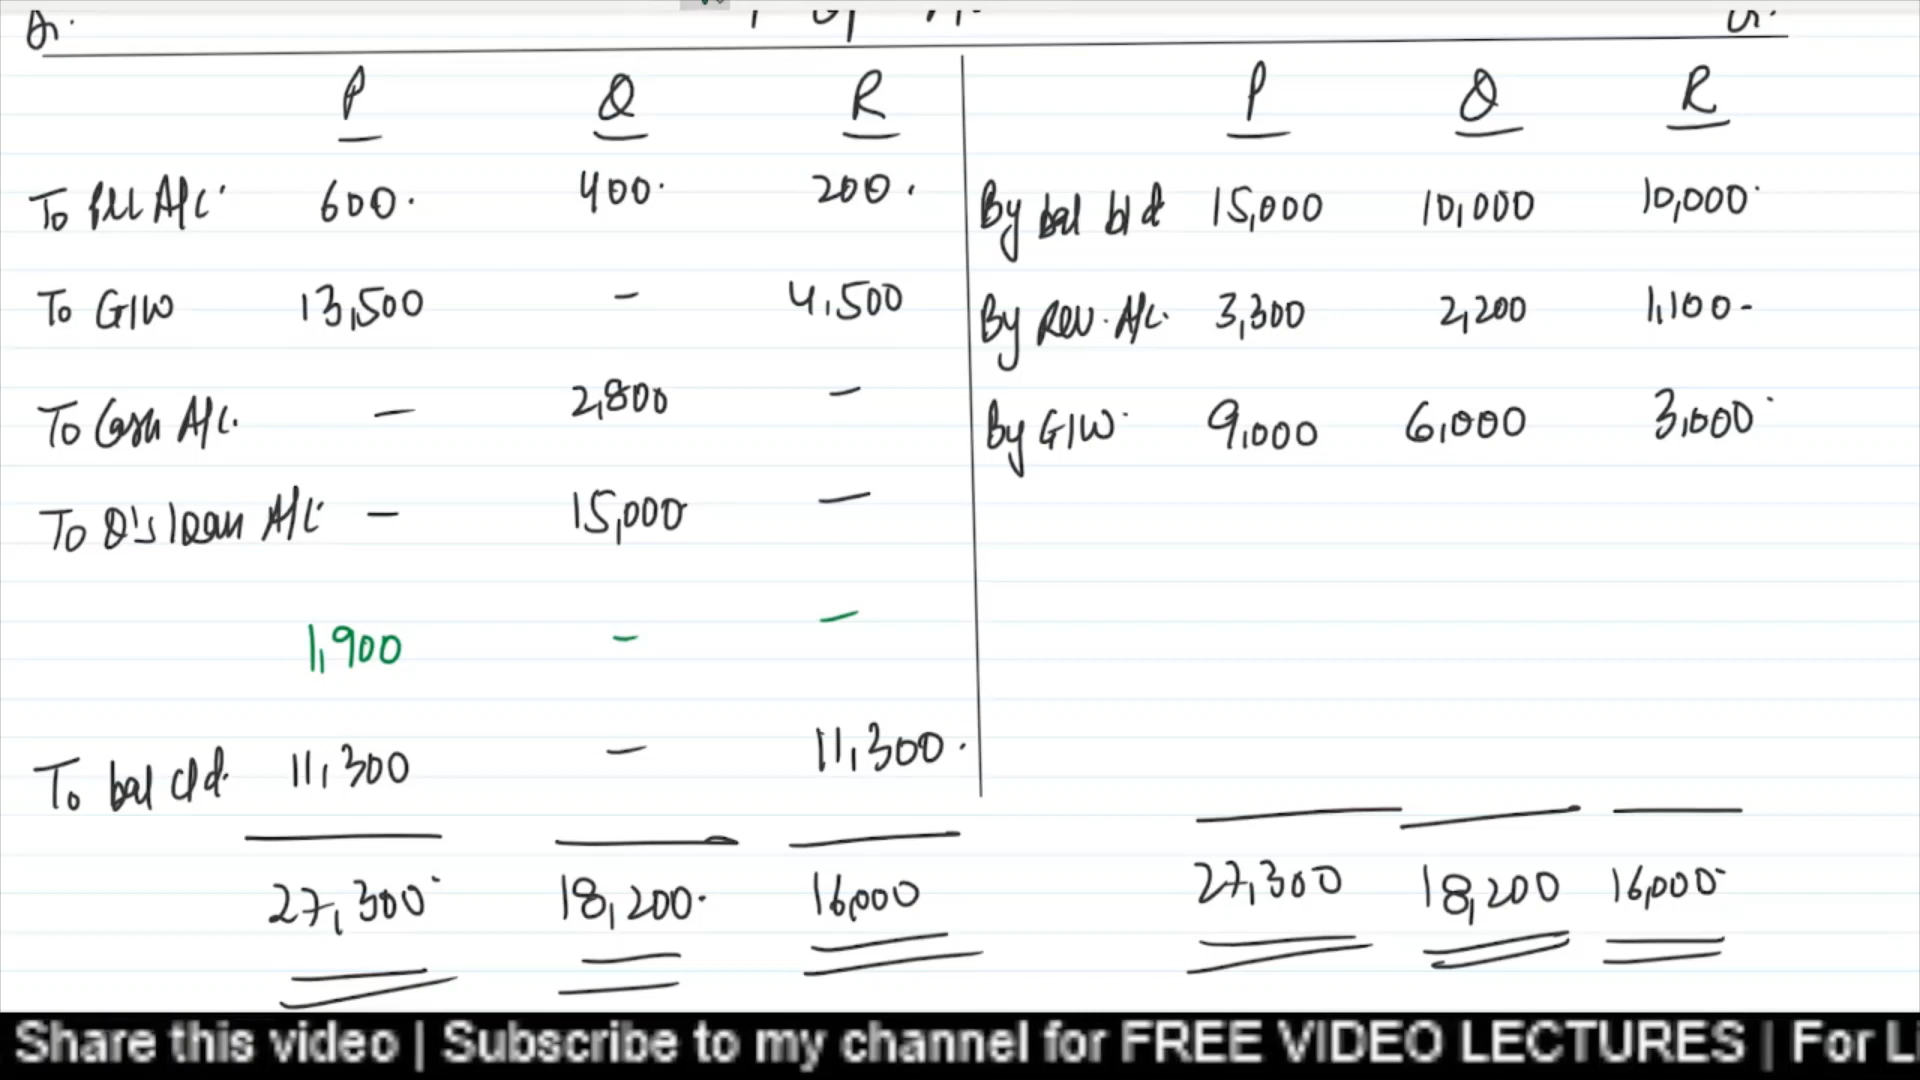 Dr. Cr.
P Q R P Q R
To P&L A/c 600. 400. 200. By bal b/d 15,000 10,000 10,000
To G/W 13,500 - 4,500 By Rev. A/c. 3,300 2,200 1,100-
To Cash A/c. - 2,800 - By G/W 9,000 6,000 3,000
To Q's loan A/c - 15,000 -
1,900 - -
To bal c/d. 11,300 - 11,300.
27,300 18,200. 16,000 27,300 18,200 16,000
Share this video | Subscribe to my channel for FREE VIDEO LECTURES | For Li